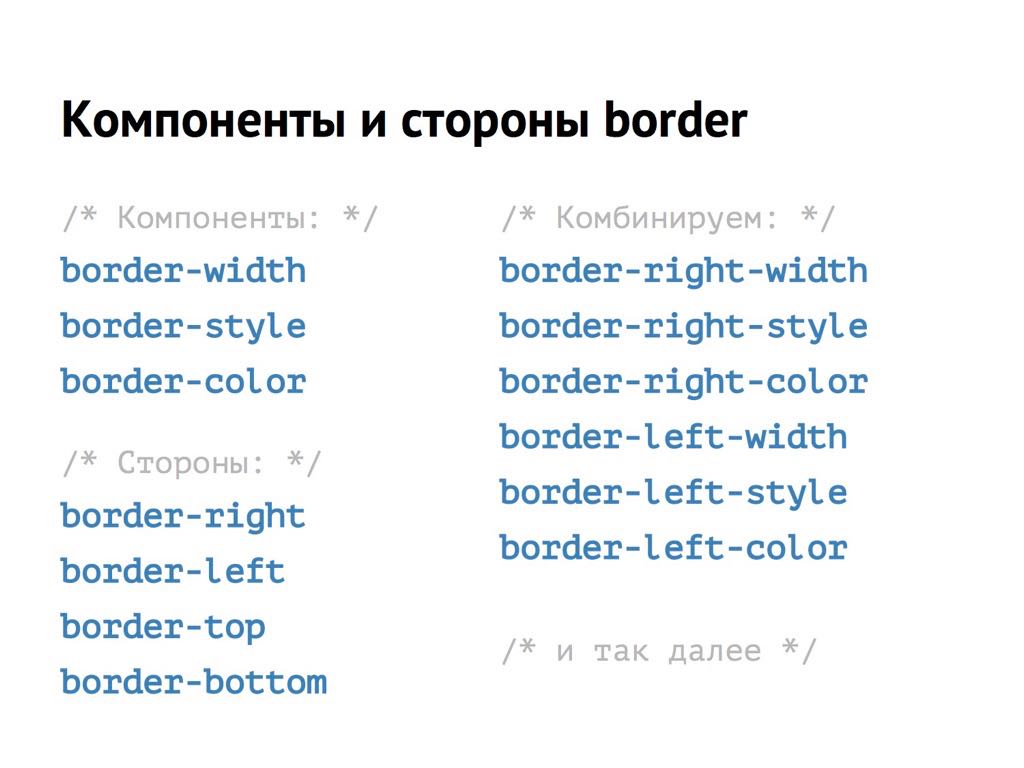 Компоненты и стороны border
/* Компоненты: */
border-width
border-style
border-color
/* Стороны: */
border-right
border-left
border-top
border-bottom
/* Комбинируем: */
border-right-width
border-right-style
border-right-color
border-left-width
border-left-style
border-left-color
/* и так далее */